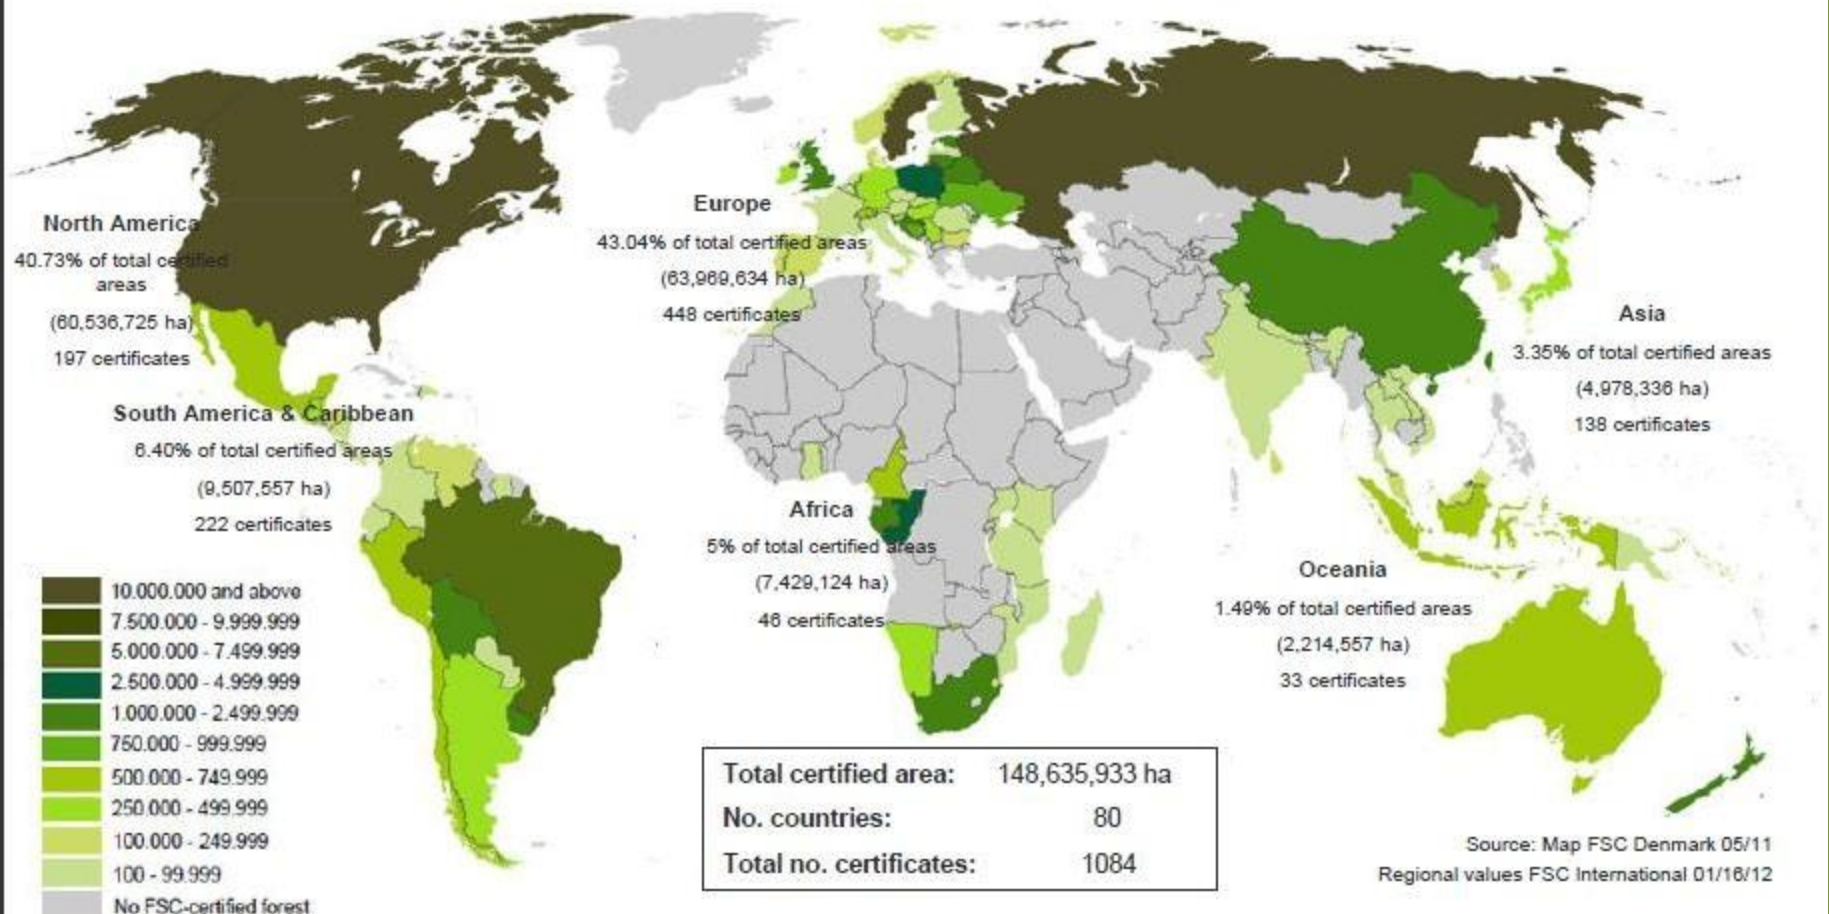 North America
40.73% of total certified
areas
(60,536,725 ha)
197 certificates
South America & Caribbean
6.40% of total certified areas
(9,507,557 ha)
222 certificates
Europe
43.04% of total certified areas
(63,969,634 ha)
448 certificates
Africa
5% of total certified areas
(7,429,124 ha)
46 certificates
Asia
3.35% of total certified areas
(4,978,336 ha)
138 certificates
Oceania
1.49% of total certified areas
(2,214,557 ha)
33 certificates
10.000.000 and above
7.500.000 - 9.999.999
5.000.000 - 7.499.999
2.500.000 - 4.999.999
1.000.000 - 2.499.999
750.000 - 999.999
500.000 - 749.999
250.000 - 499.999
100.000 - 249.999
100 - 99.999
No FSC-certified forest
Total certified area: 148,635,933 ha
No. countries: 80
Total no. certificates: 1084
Source: Map FSC Denmark 05/11
Regional values FSC International 01/16/12